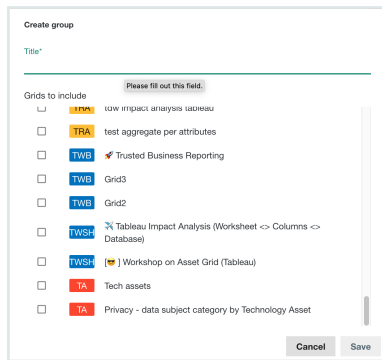 Create group
Title*
Please fill out this field.
Grids to include
TRA tdw impact analysis tableau
TRA test aggregate per attributes
TWB 🚀 Trusted Business Reporting
TWB Grid3
TWB Grid2
TWSH ✈️ Tableau Impact Analysis (Worksheet <> Columns <>
Database)
TWSH [😎 ] Workshop on Asset Grid (Tableau)
TA Tech assets
TA Privacy - data subject category by Technology Asset
Cancel Save